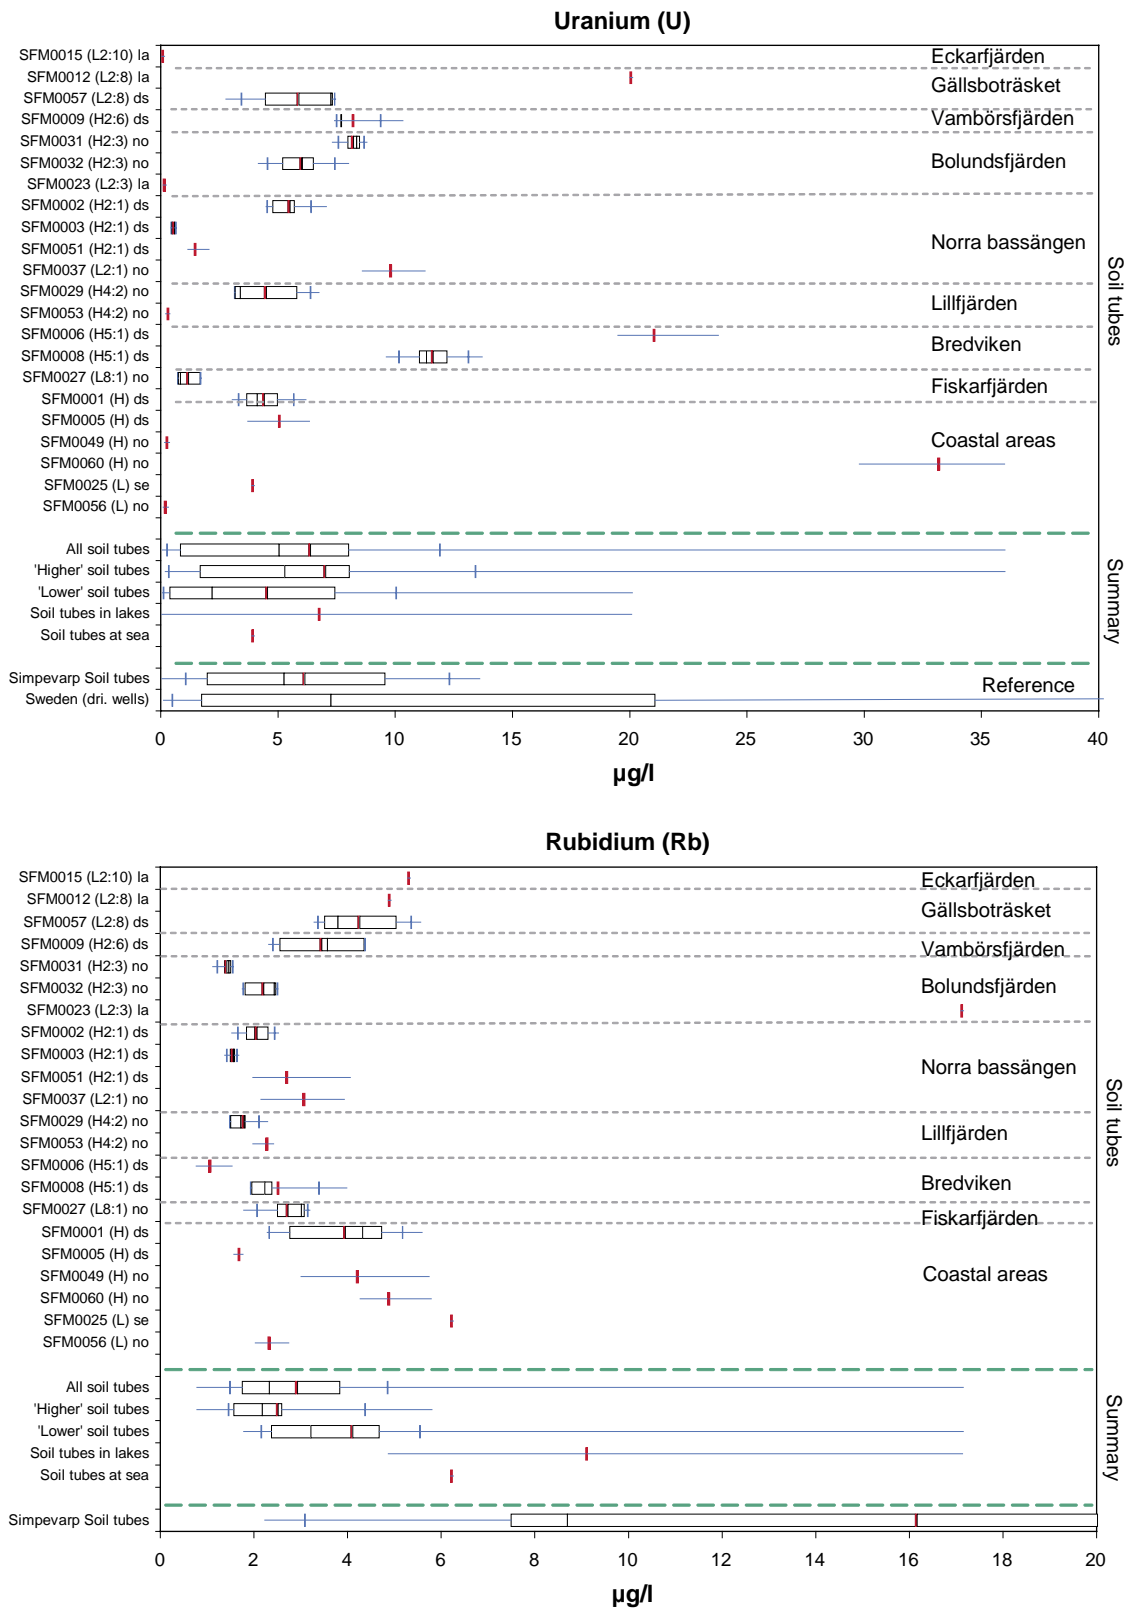 Uranium (U)
SFM0015 (L2:10) la
Eckarfjärden
SFM0012 (L2:8) la
Gällsboträsket
SFM0057 (L2:8) ds
SFM0009 (H2:6) ds
Vambörsfjärden
SFM0031 (H2:3) no
SFM0032 (H2:3) no
Bolundsfjärden
SFM0023 (L2:3) la
SFM0002 (H2:1) ds
SFM0003 (H2:1) ds
Norra bassängen
SFM0051 (H2:1) ds
SFM0037 (L2:1) no
SFM0029 (H4:2) no
Lillfjärden
SFM0053 (H4:2) no
SFM0006 (H5:1) ds
Bredviken
SFM0008 (H5:1) ds
SFM0027 (L8:1) no
Fiskarfjärden
SFM0001 (H) ds
SFM0005 (H) ds
SFM0049 (H) no
Coastal areas
SFM0060 (H) no
SFM0025 (L) se
SFM0056 (L) no
Soil tubes
All soil tubes
'Higher' soil tubes
'Lower' soil tubes
Soil tubes in lakes
Soil tubes at sea
Summary
Simpevarp Soil tubes
Reference
Sweden (dri. wells)
0 5 10 15 20 25 30 35 40
µg/l
Rubidium (Rb)
SFM0015 (L2:10) la
Eckarfjärden
SFM0012 (L2:8) la
Gällsboträsket
SFM0057 (L2:8) ds
SFM0009 (H2:6) ds
Vambörsfjärden
SFM0031 (H2:3) no
SFM0032 (H2:3) no
Bolundsfjärden
SFM0023 (L2:3) la
SFM0002 (H2:1) ds
SFM0003 (H2:1) ds
Norra bassängen
SFM0051 (H2:1) ds
SFM0037 (L2:1) no
SFM0029 (H4:2) no
Lillfjärden
SFM0053 (H4:2) no
SFM0006 (H5:1) ds
Bredviken
SFM0008 (H5:1) ds
SFM0027 (L8:1) no
Fiskarfjärden
SFM0001 (H) ds
SFM0005 (H) ds
SFM0049 (H) no
Coastal areas
SFM0060 (H) no
SFM0025 (L) se
SFM0056 (L) no
Soil tubes
All soil tubes
'Higher' soil tubes
'Lower' soil tubes
Soil tubes in lakes
Soil tubes at sea
Summary
Simpevarp Soil tubes
0 2 4 6 8 10 12 14 16 18 20
µg/l